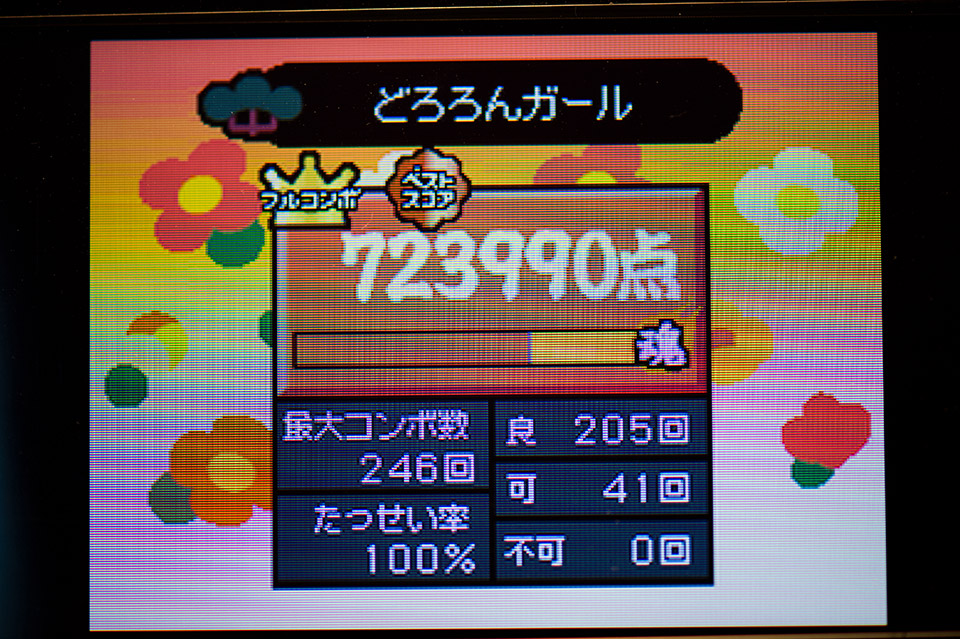 どろろんガール
フルコンボ
ベスト
スコア
723990点
魂
最大コンボ数
246回
たっせい率
100%
良 205回
可 41回
不可 0回